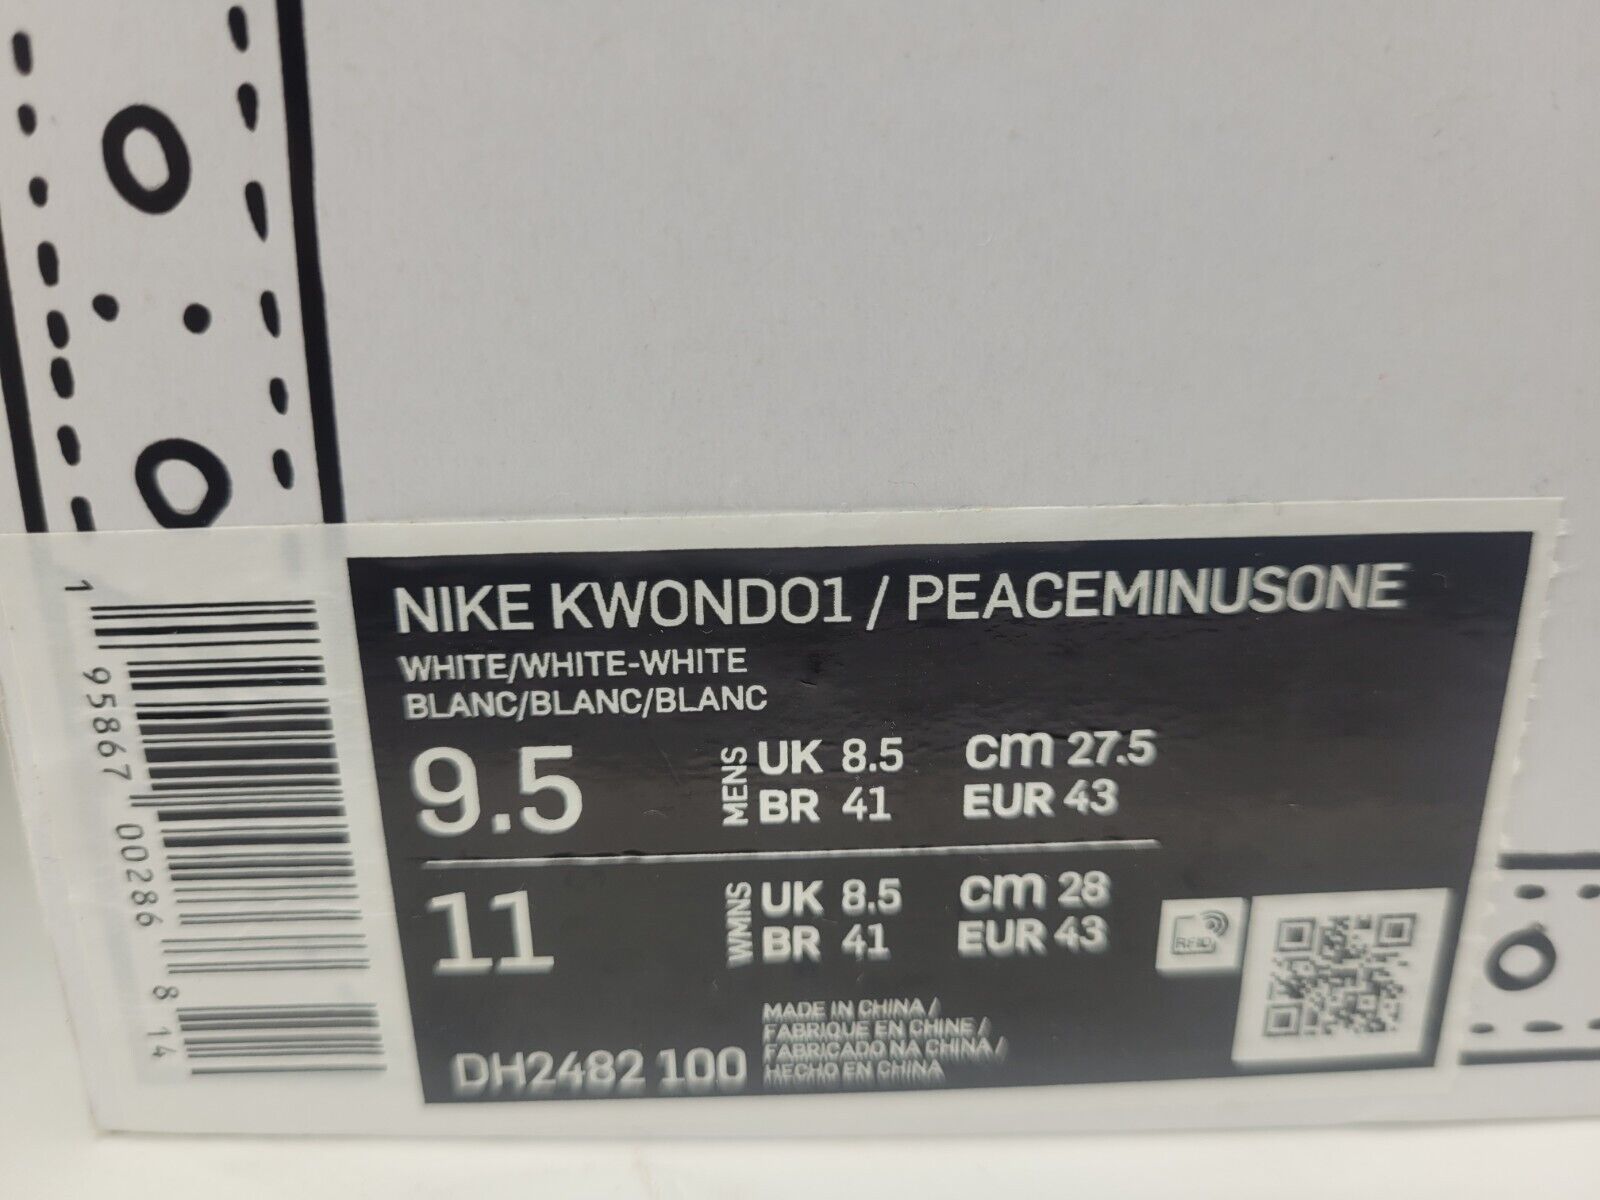 NIKE KWONDO1 / PEACEMINUSONE
WHITE/WHITE-WHITE
BLANC/BLANC/BLANC
9.5 MENS UK 8.5 cm 27.5
BR 41 EUR 43
11 WMNS UK 8.5 cm 28
BR 41 EUR 43
RFID
MADE IN CHINA /
FABRIQUE EN CHINE /
FABRICADO NA CHINA /
HECHO EN CHINA
DH2482 100
1 95867 00286 8 14